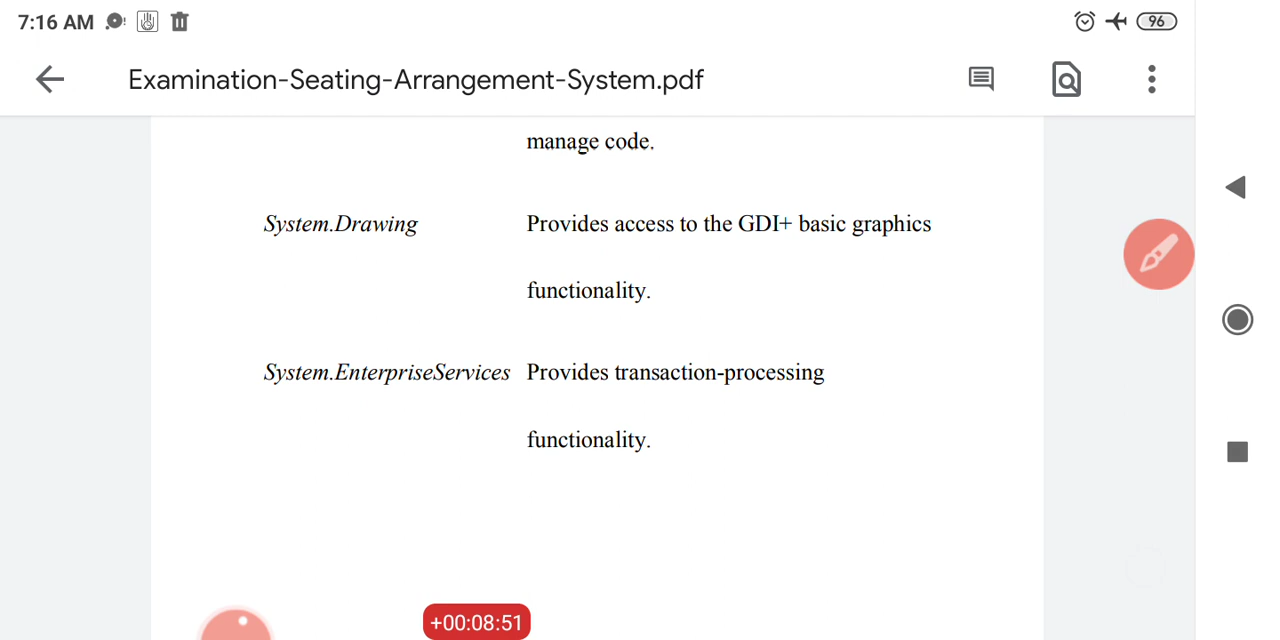 7:16 AM 96
Examination-Seating-Arrangement-System.pdf
manage code.
System.Drawing Provides access to the GDI+ basic graphics
functionality.
System.EnterpriseServices Provides transaction-processing
functionality.
+00:08:51